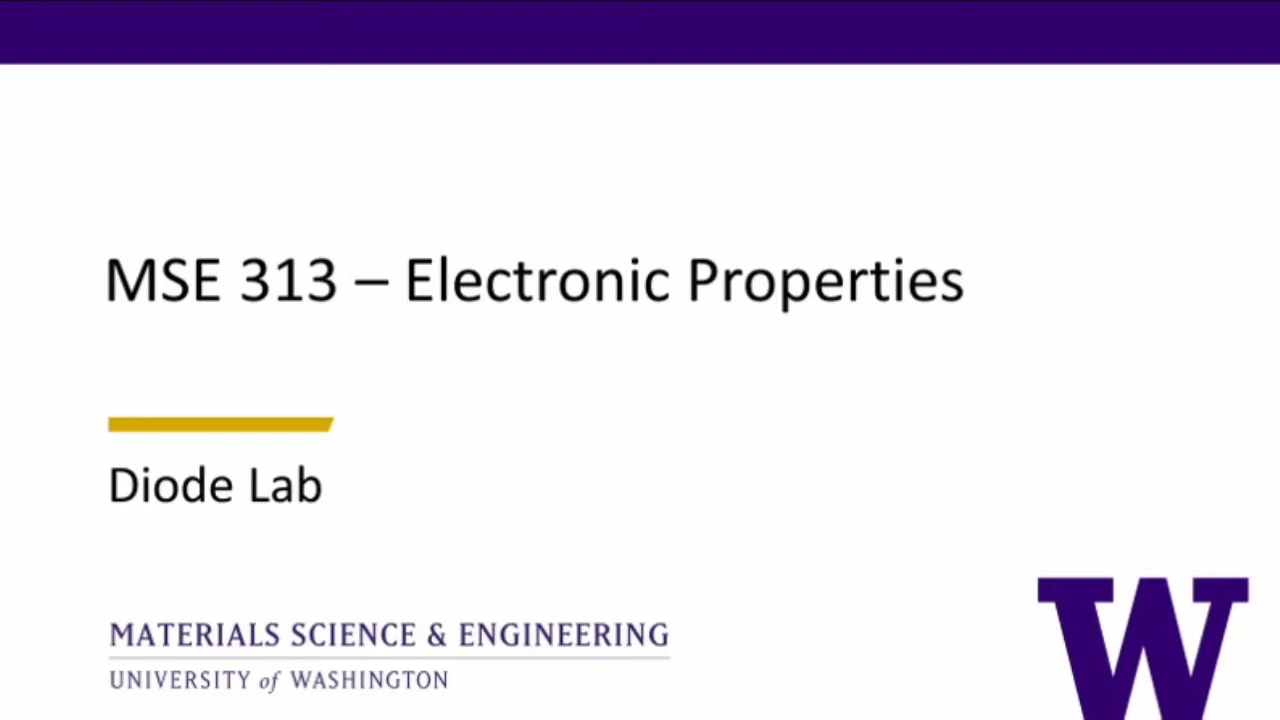 MSE 313 – Electronic Properties
Diode Lab
MATERIALS SCIENCE & ENGINEERING
UNIVERSITY of WASHINGTON
W